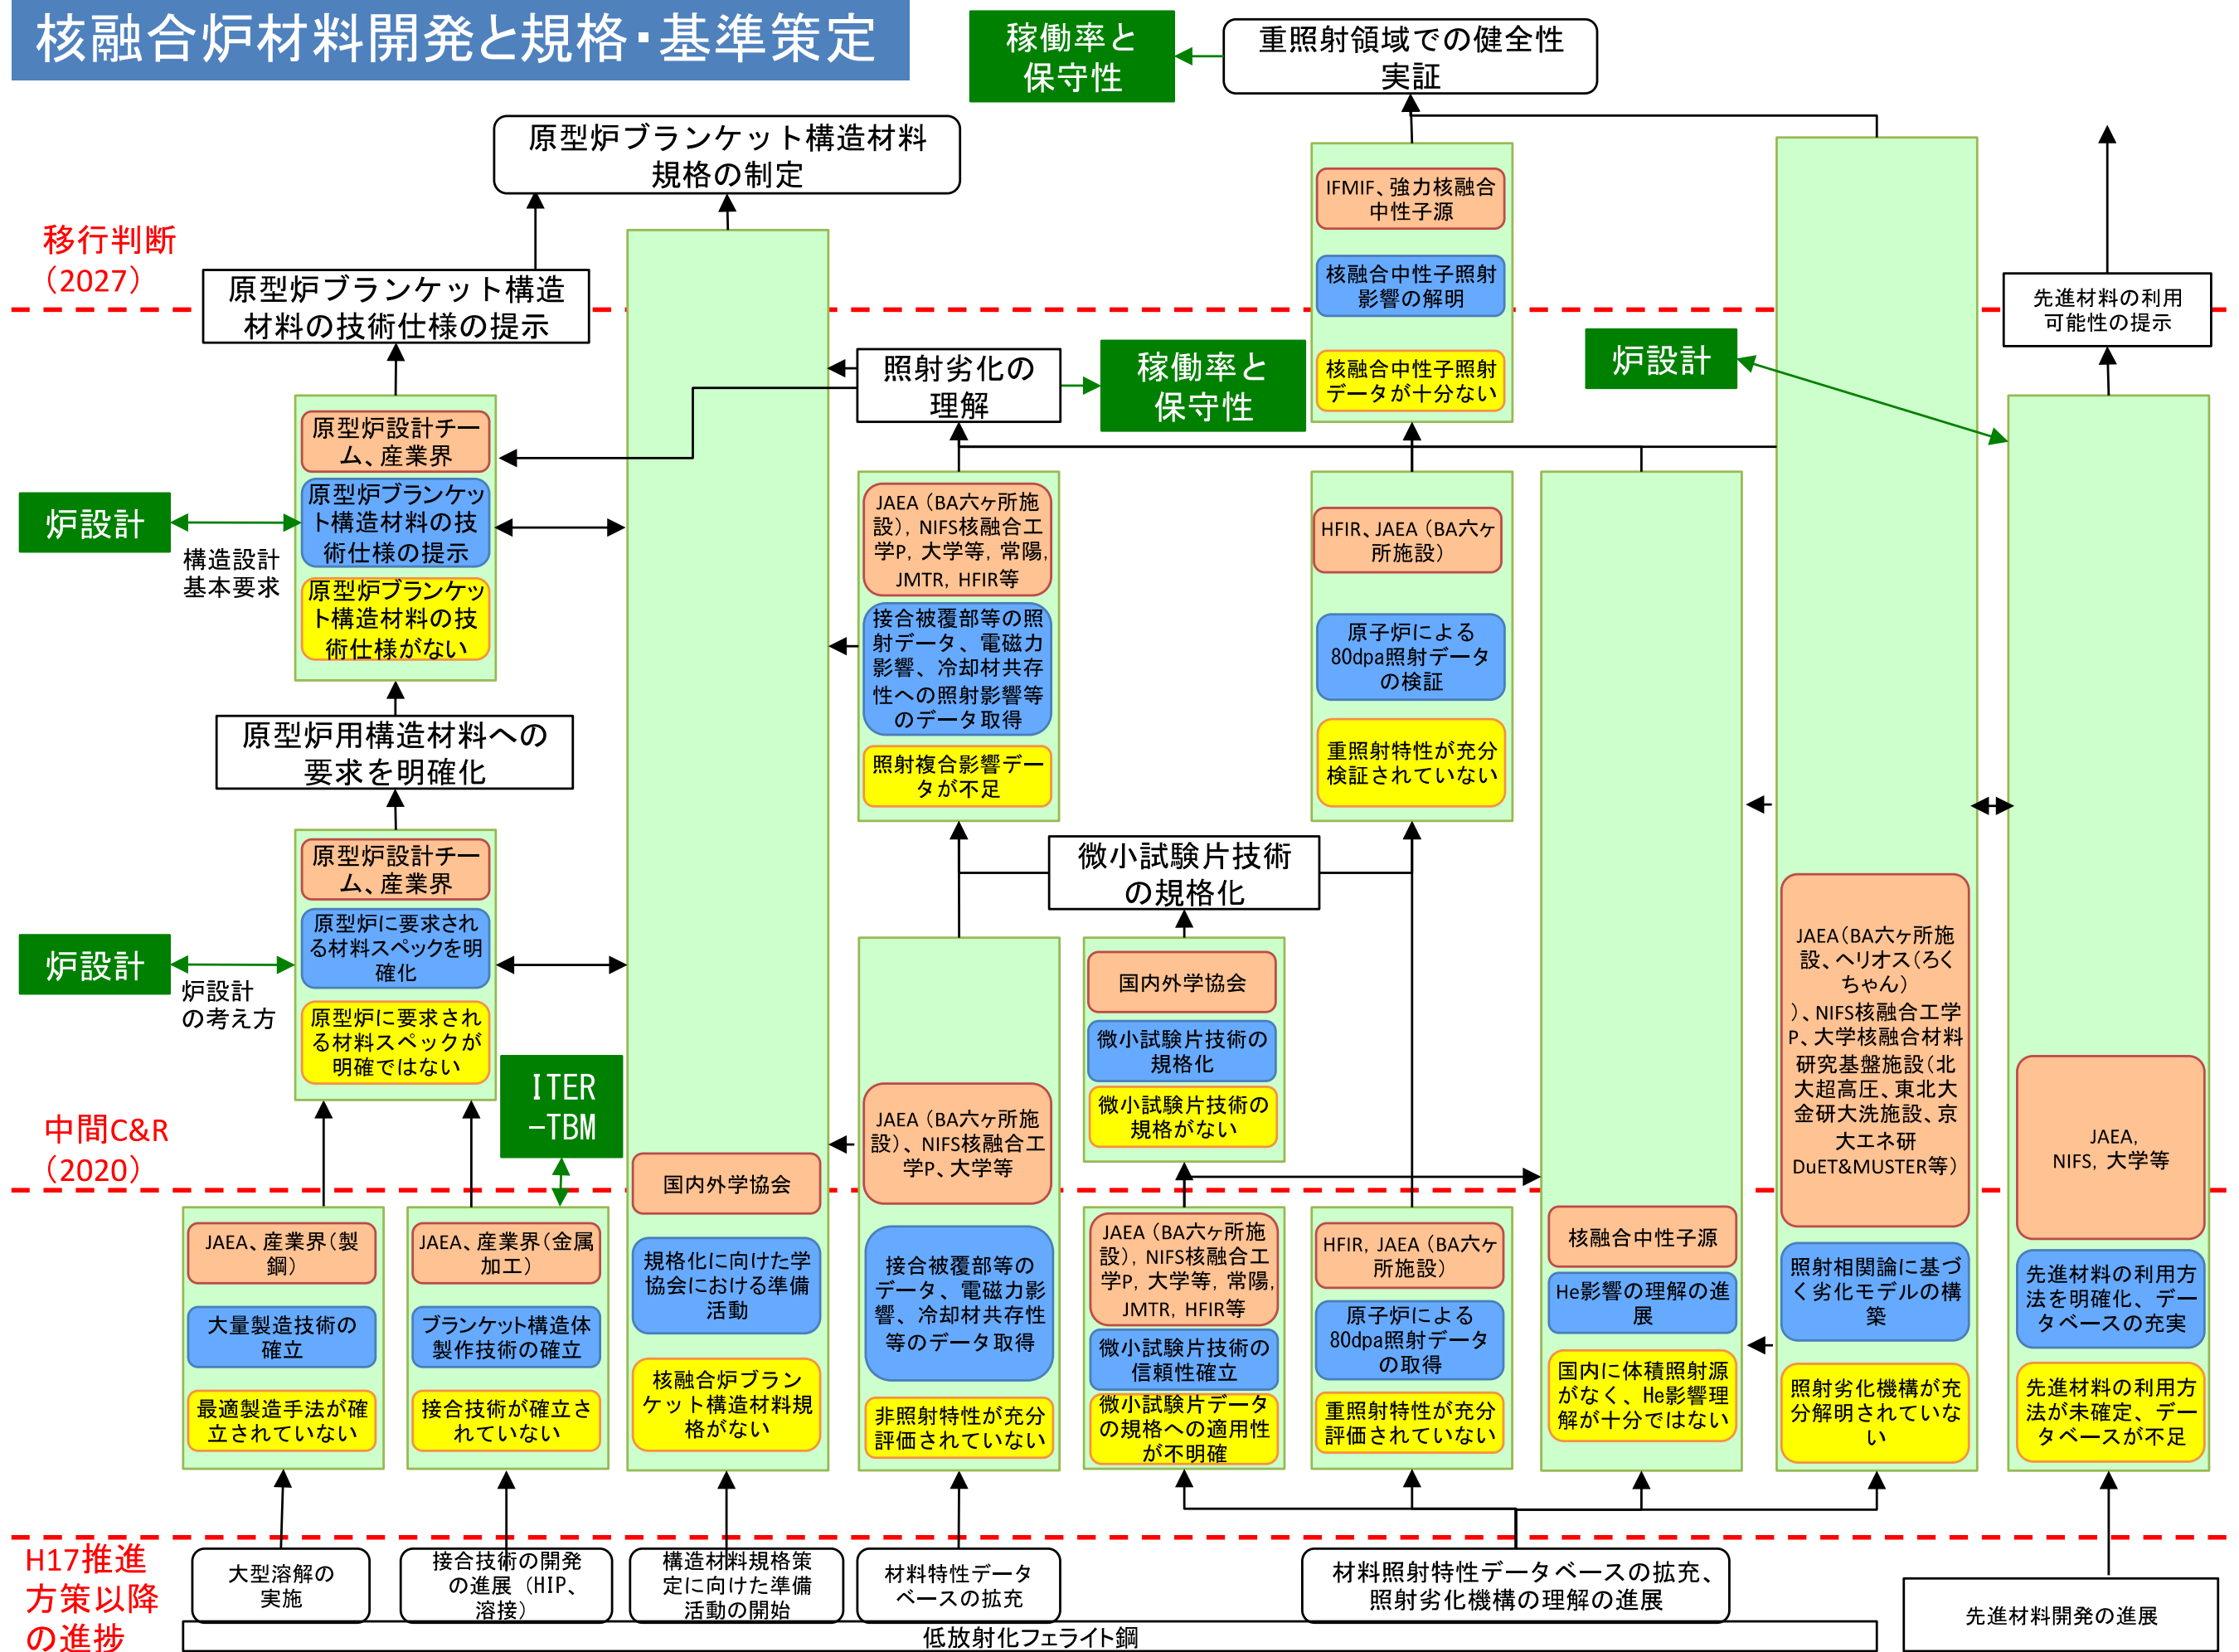 核融合炉材料開発と規格・基準策定
稼働率と
保守性
重照射領域での健全性
実証
原型炉ブランケット構造材料
規格の制定
移行判断
（2027）
原型炉ブランケット構造
材料の技術仕様の提示
IFMIF、強力核融合
中性子源
核融合中性子照射
影響の解明
核融合中性子照射
データが十分ない
先進材料の利用
可能性の提示
炉設計
照射劣化の
理解
稼働率と
保守性
原型炉設計チー
ム、産業界
原型炉ブランケッ
ト構造材料の技
術仕様の提示
原型炉ブランケッ
ト構造材料の技
術仕様がない
炉設計
構造設計
基本要求
JAEA（BA六ヶ所施
設）, NIFS核融合工
学P, 大学等, 常陽,
JMTR, HFIR等
接合被覆部等の照
射データ、電磁力
影響、冷却材共存
性への照射影響等
のデータ取得
照射複合影響デー
タが不足
HFIR、JAEA（BA六ヶ
所施設）
原子炉による
80dpa照射データ
の検証
重照射特性が充分
検証されていない
原型炉用構造材料への
要求を明確化
微小試験片技術
の規格化
原型炉設計チー
ム、産業界
原型炉に要求され
る材料スペックを明
確化
原型炉に要求され
る材料スペックが
明確ではない
炉設計
炉設計
の考え方
ITER
-TBM
国内外学協会
微小試験片技術の
規格化
微小試験片技術の
規格がない
JAEA（BA六ヶ所施
設、ヘリオス（ろく
ちゃん）
）、NIFS核融合工学
P、大学核融合材料
研究基盤施設（北
大超高圧、東北大
金研大洗施設、京
大エネ研
DuET&MUSTER等）
照射相関論に基づ
く劣化モデルの構
築
照射劣化機構が充
分解明されていな
い
JAEA,
NIFS, 大学等
先進材料の利用方
法を明確化、デー
タベースの充実
先進材料の利用方
法が未確定、デー
タベースが不足
中間C&R
（2020）
JAEA、産業界（製
鋼）
大量製造技術の
確立
最適製造手法が確
立されていない
JAEA、産業界（金属
加工）
ブランケット構造体
製作技術の確立
接合技術が確立さ
れていない
国内外学協会
規格化に向けた学
協会における準備
活動
核融合炉ブラン
ケット構造材料規
格がない
JAEA（BA六ヶ所施
設）、NIFS核融合工
学P、大学等
接合被覆部等の
データ、電磁力影
響、冷却材共存性
等のデータ取得
非照射特性が充分
評価されていない
JAEA（BA六ヶ所施
設）, NIFS核融合工
学P, 大学等, 常陽,
JMTR, HFIR等
微小試験片技術の
信頼性確立
微小試験片データ
の規格への適用性
が不明確
HFIR, JAEA（BA六ヶ
所施設）
原子炉による
80dpa照射データ
の取得
重照射特性が充分
評価されていない
核融合中性子源
He影響の理解の進
展
国内に体積照射源
がなく、He影響理
解が十分ではない
H17推進
方策以降
の進捗
大型溶解の
実施
接合技術の開発
の進展（HIP、
溶接）
構造材料規格策
定に向けた準備
活動の開始
材料特性データ
ベースの拡充
材料照射特性データベースの拡充、
照射劣化機構の理解の進展
先進材料開発の進展
低放射化フェライト鋼